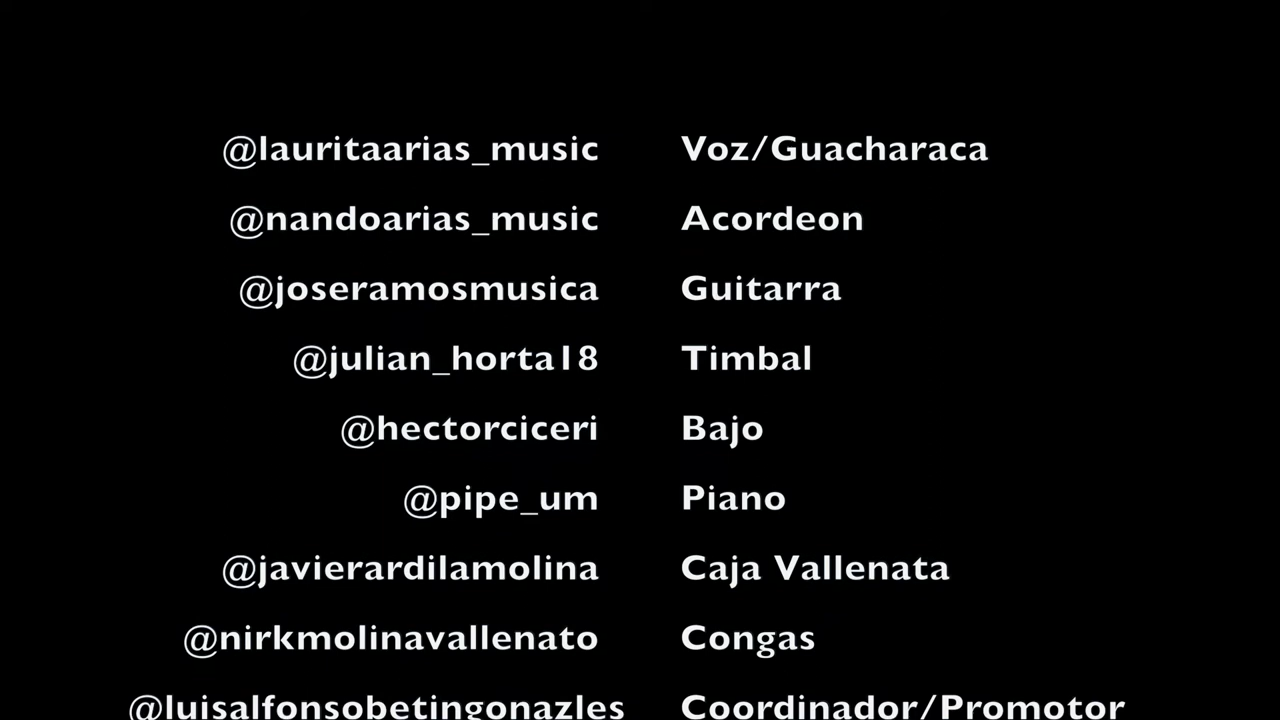 @lauritaarias_music Voz/Guacharaca
@nandoarias_music Acordeon
@joseramosmusica Guitarra
@julian_horta18 Timbal
@hectorciceri Bajo
@pipe_um Piano
@javierardilamolina Caja Vallenata
@nirkmolinavallenato Congas
@luisalfonsobetingonazles Coordinador/Promotor